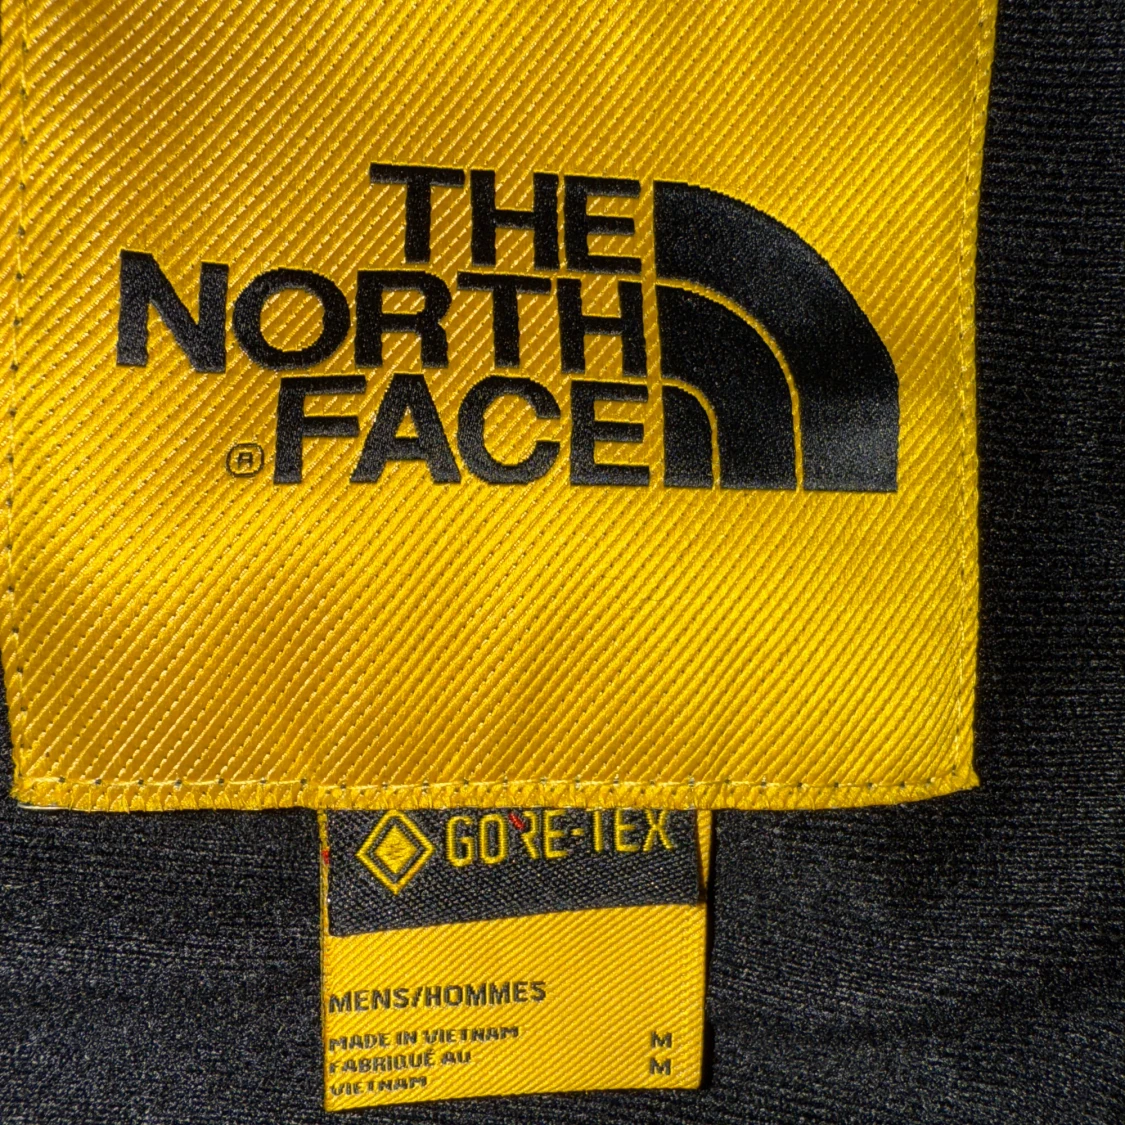 THE
NORTH
® FACE
GORE-TEX
MENS/HOMMES
MADE IN VIETNAM M
FABRIQUÉ AU M
VIETNAM